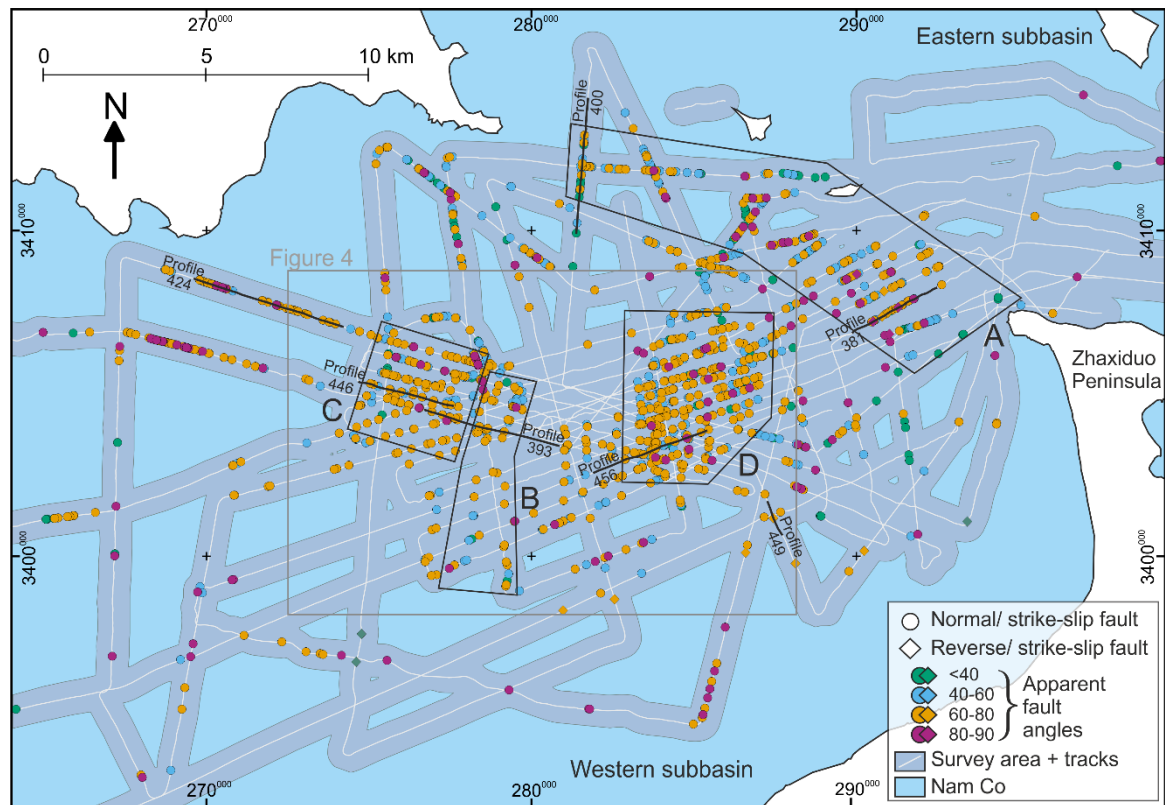 270000
280000
290000
Eastern subbasin
0
5
10 km
N
Profile
400
3410000
3410000
Figure 4
Profile
424
Profile
381
A
Zhaxiduo
Peninsula
Profile
446
C
Profile
393
Profile
456
D
B
Profile
449
3400000
3400000
Normal/ strike-slip fault
Reverse/ strike-slip fault
<40
40-60
60-80
80-90
Apparent
fault
angles
Survey area + tracks
Nam Co
Western subbasin
270000
280000
290000